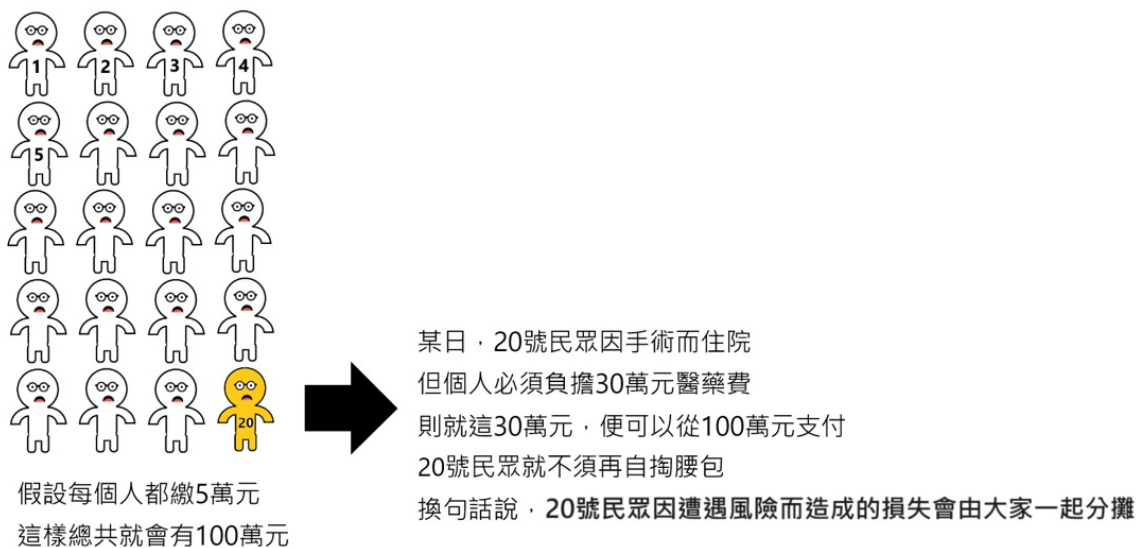 1
2
3
4
5
20
假設每個人都繳5萬元
這樣總共就會有100萬元
某日，20號民眾因手術而住院
但個人必須負擔30萬元醫藥費
則就這30萬元，便可以從100萬元支付
20號民眾就不須再自掏腰包
換句話說，20號民眾因遭遇風險而造成的損失會由大家一起分攤